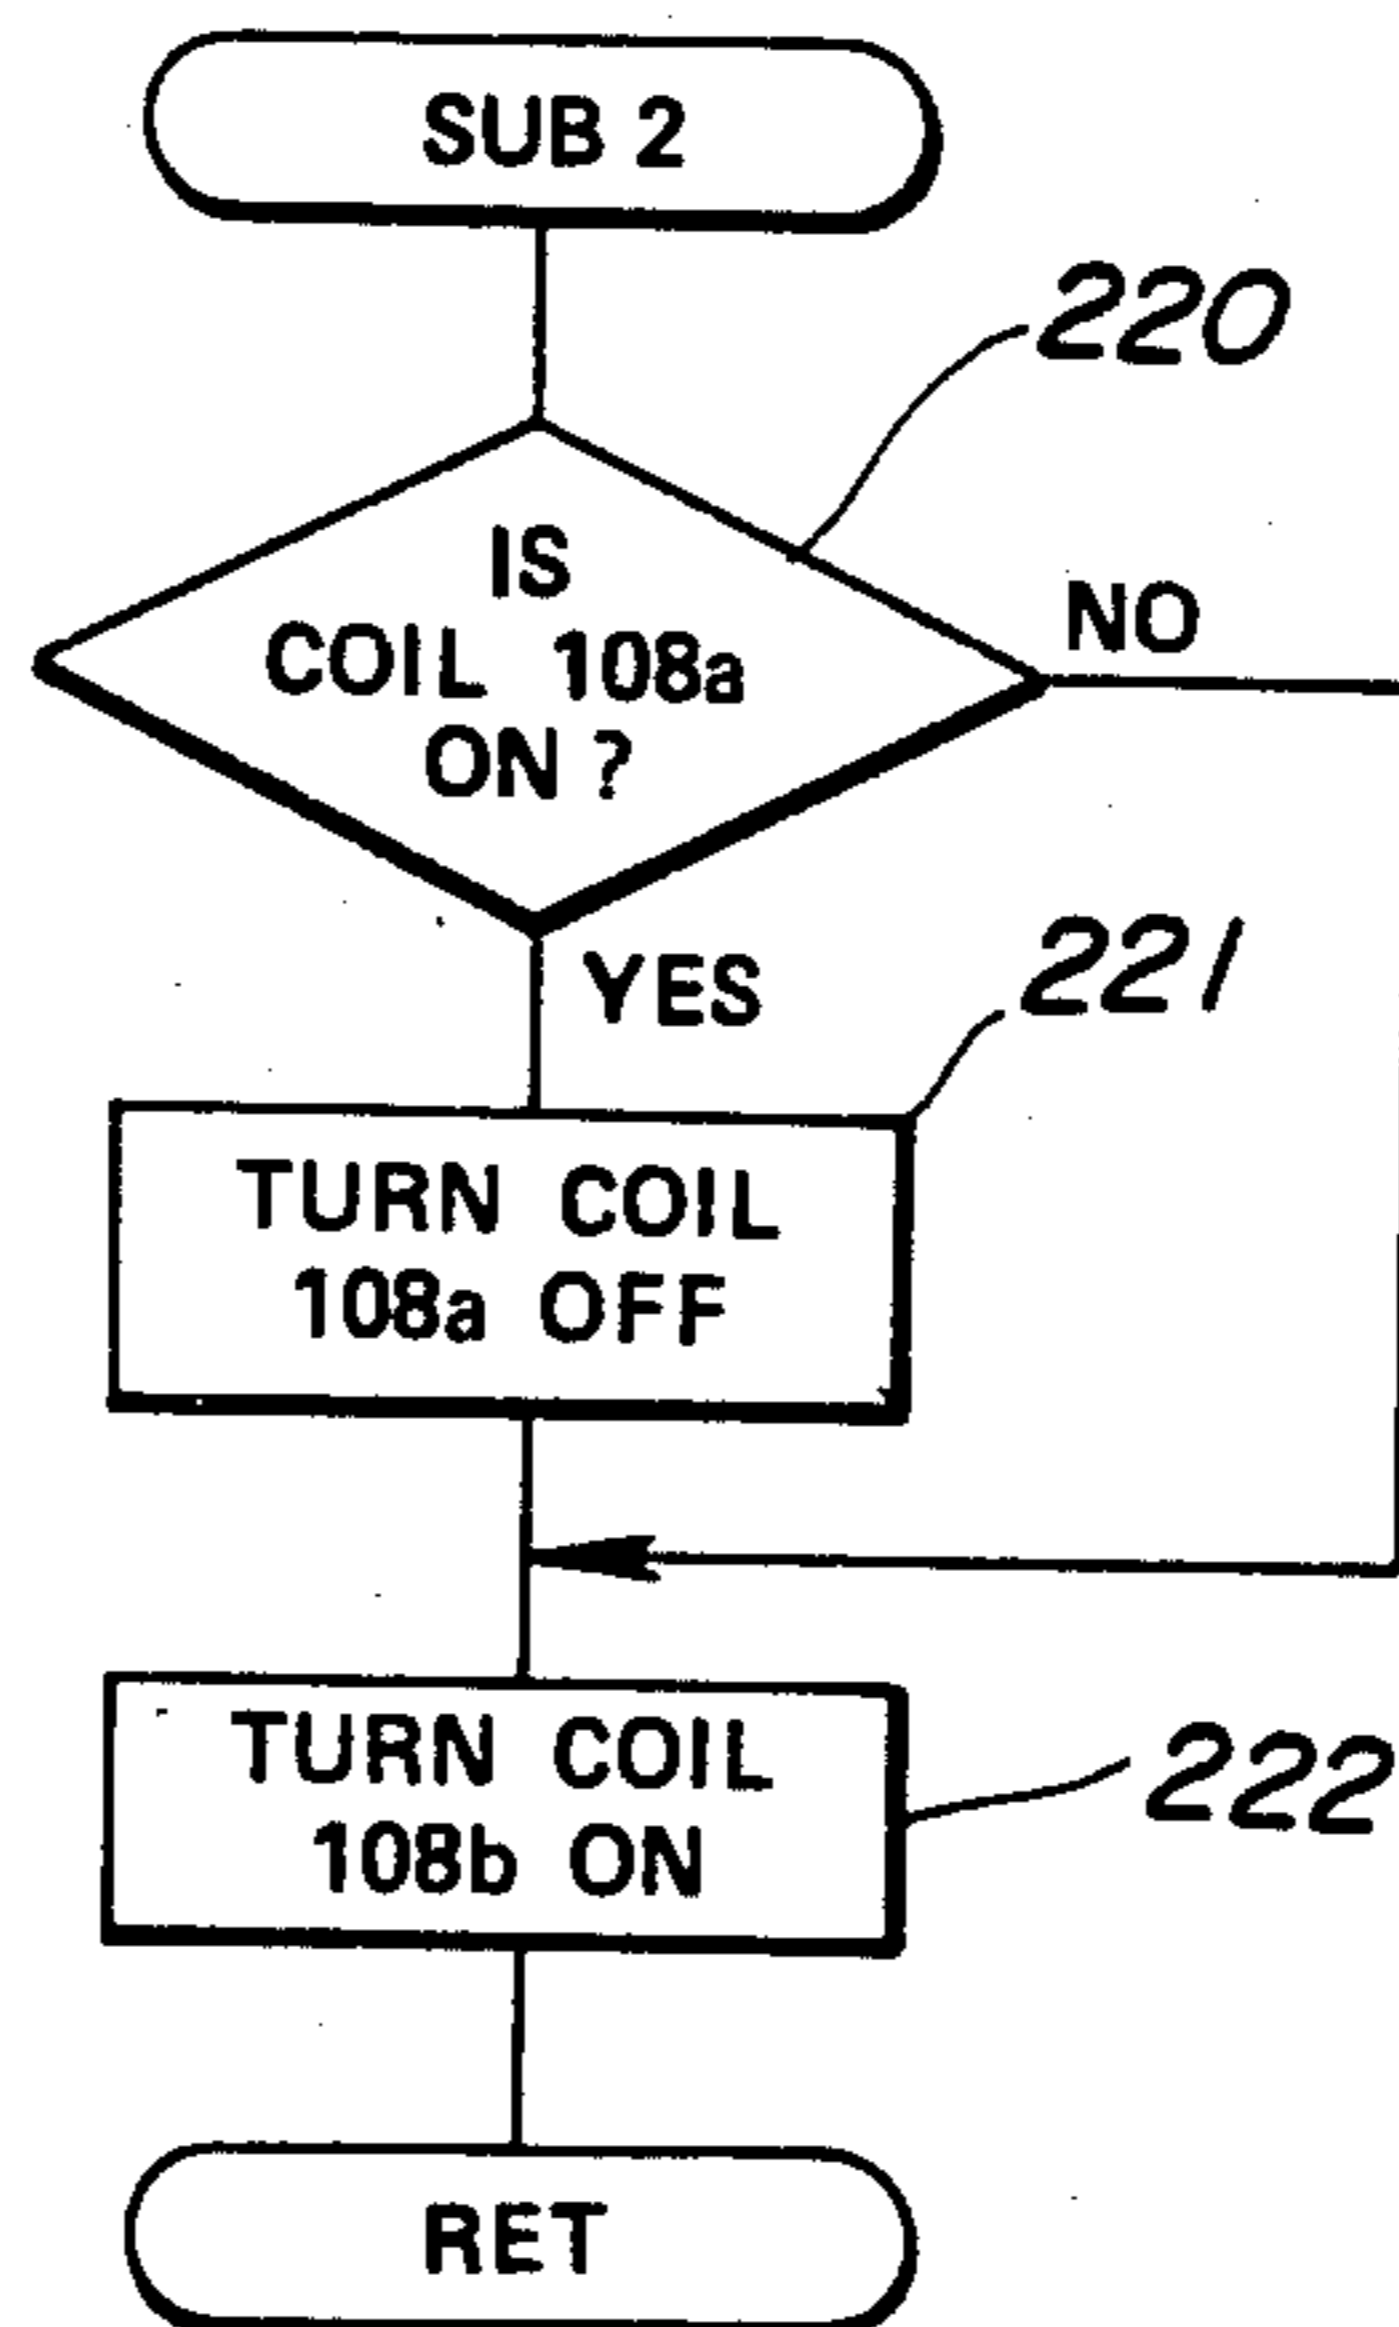 SUB 2
220
IS
COIL 108a
ON ?
NO
YES
221
TURN COIL
108a OFF
TURN COIL
108b ON
222
RET